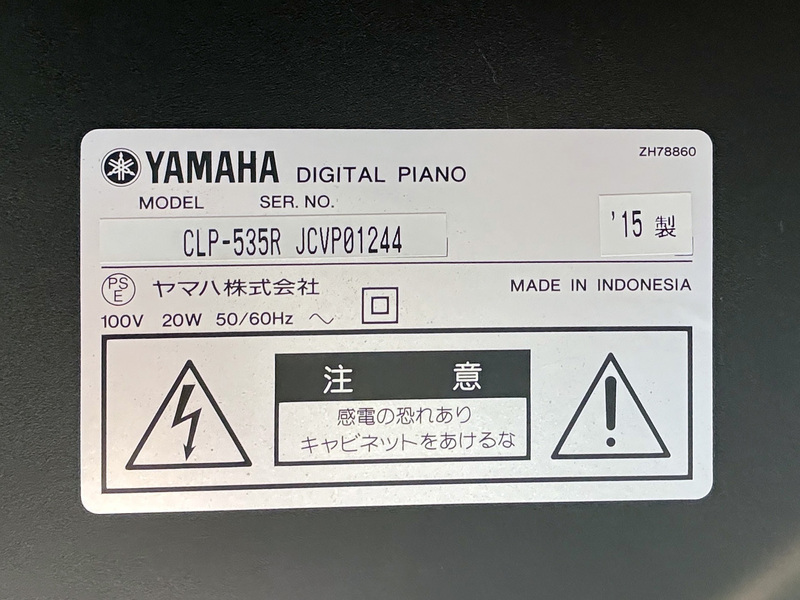 ZH78860
YAMAHA DIGITAL PIANO
MODEL SER. NO.
CLP-535R JCVP01244
'15 製
PS
E
ヤマハ株式会社
MADE IN INDONESIA
100V 20W 50/60Hz
注意
感電の恐れあり
キャビネットをあけるな